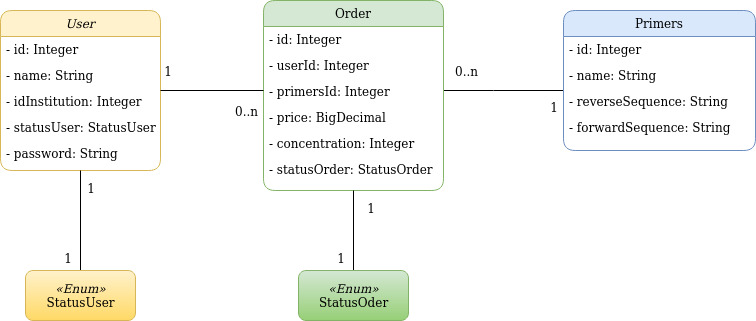 User
- id: Integer
- name: String
- idInstitution: Integer
- statusUser: StatusUser
- password: String
1
0..n
Order
- id: Integer
- userId: Integer
- primersId: Integer
- price: BigDecimal
- concentration: Integer
- statusOrder: StatusOrder
0..n
1
Primers
- id: Integer
- name: String
- reverseSequence: String
- forwardSequence: String
1
1
«Enum»
StatusUser
1
1
«Enum»
StatusOder